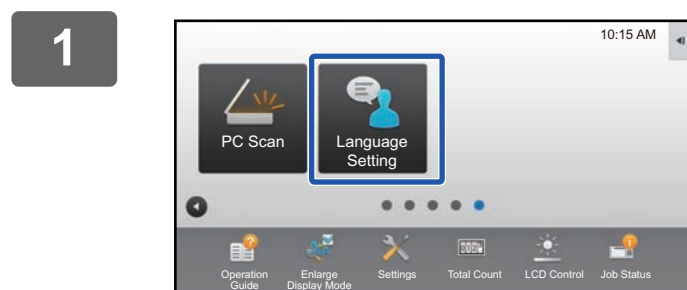 1
10:15 AM
PC Scan
Language
Setting
Operation
Guide
Enlarge
Display Mode
Settings
Total Count
LCD Control
Job Status